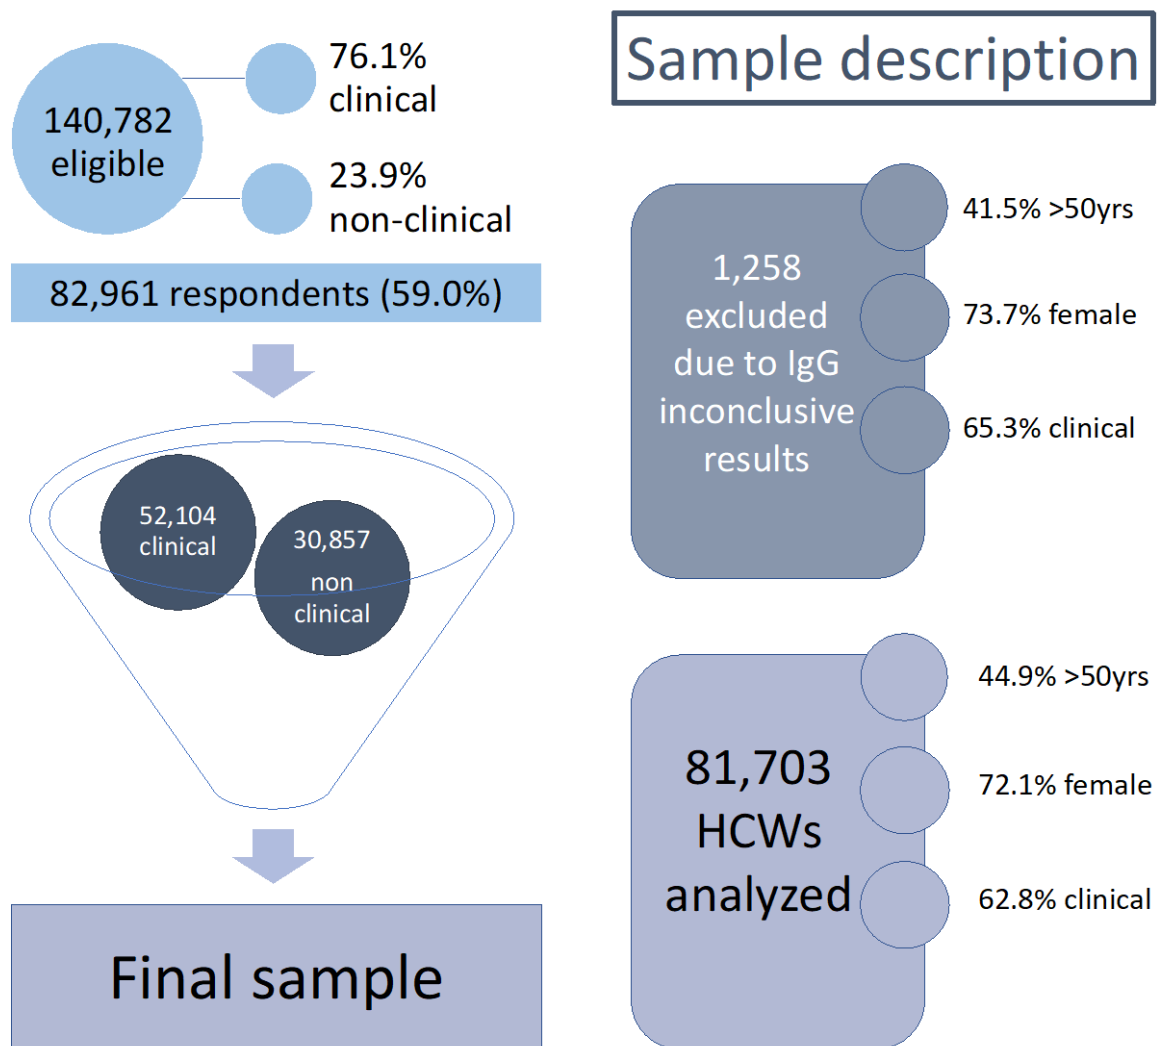 140,782
eligible
76.1%
clinical
23.9%
non-clinical
82,961 respondents (59.0%)
52,104
clinical
30,857
non
clinical
Final sample
Sample description
1,258
excluded
due to IgG
inconclusive
results
41.5% >50yrs
73.7% female
65.3% clinical
81,703
HCWs
analyzed
44.9% >50yrs
72.1% female
62.8% clinical